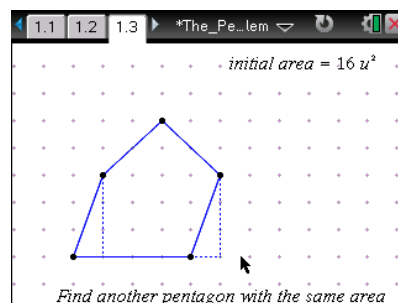 1.1 1.2 1.3 *The_Pe...lem
initial area = 16 u²
Find another pentagon with the same area